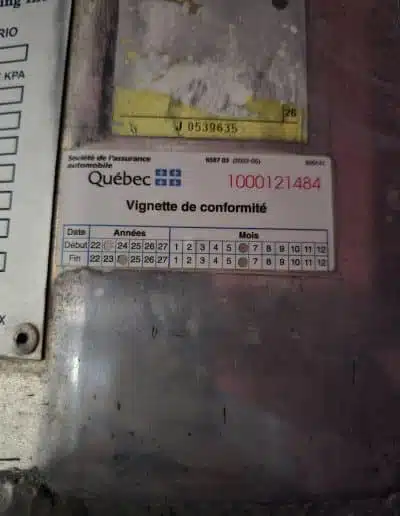 RIO
KPA
26
J 0539635
Société de l'assurance
automobile
Québec
1000121484
Vignette de conformité
Date Années Mois
Début 22 24 25 26 27 1 2 3 4 5 7 8 9 10 11 12
Fin 22 23 25 26 27 1 2 3 4 5 7 8 9 10 11 12
X